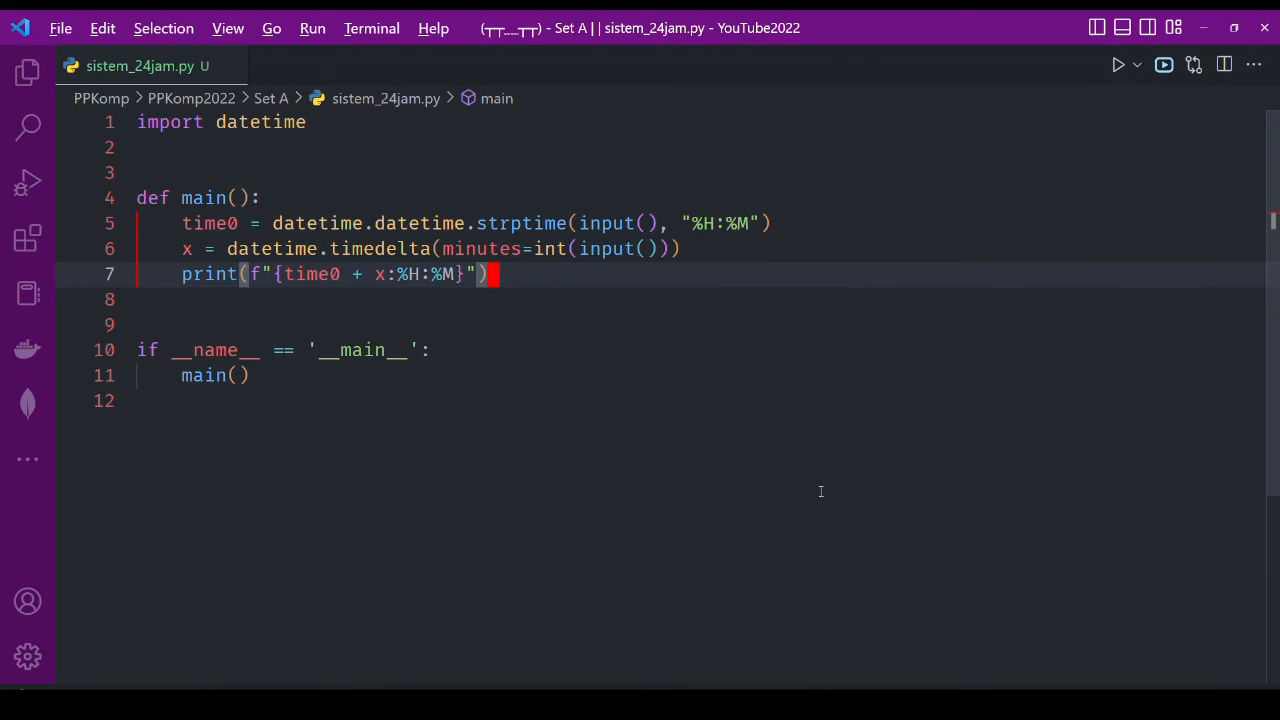 File Edit Selection View Go Run Terminal Help (┬┬﹏┬┬) - Set A || sistem_24jam.py - YouTube2022
sistem_24jam.py U
PPKomp > PPKomp2022 > Set A > sistem_24jam.py > main
1 import datetime
2
3
4 def main():
5     time0 = datetime.datetime.strptime(input(), "%H:%M")
6     x = datetime.timedelta(minutes=int(input()))
7     print(f"{time0 + x:%H:%M}")
8
9
10 if __name__ == '__main__':
11     main()
12